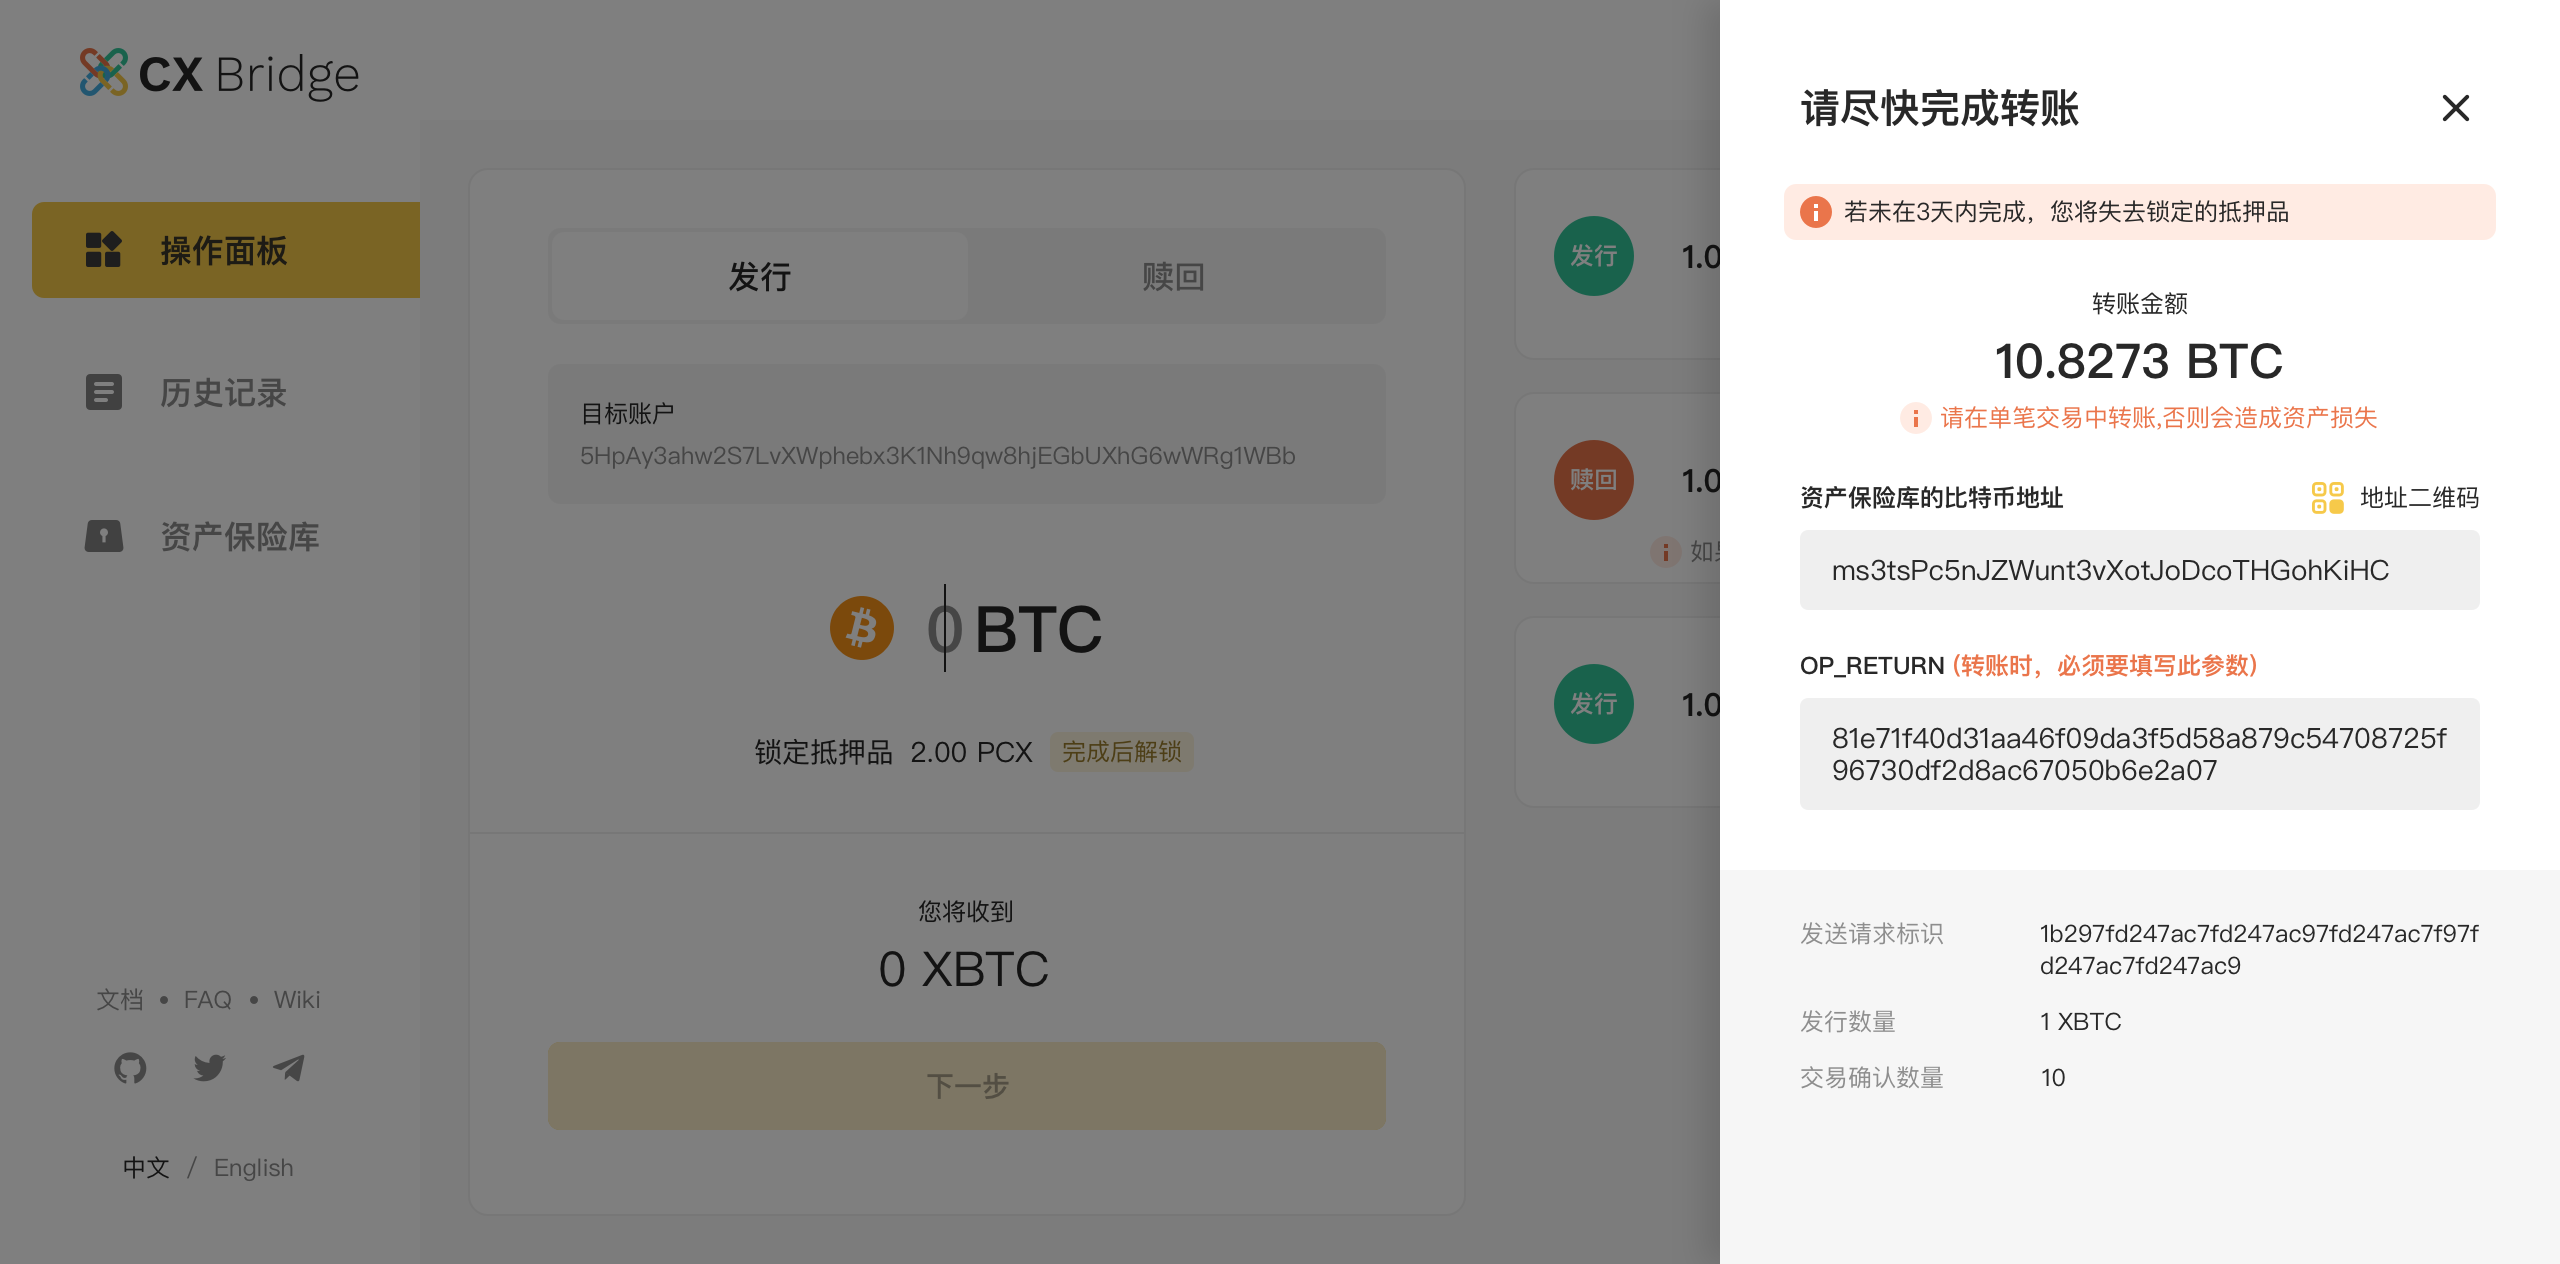 CX Bridge
操作面板
历史记录
资产保险库
文档 • FAQ • Wiki
中文 / English
发行
赎回
目标账户
5HpAy3ahw2S7LvXWphebx3K1Nh9qw8hjEGbUXhG6wWRg1WBb
0 BTC
锁定抵押品 2.00 PCX 完成后解锁
您将收到
0 XBTC
下一步
发行 1.0
赎回 1.0
如
发行 1.0
请尽快完成转账
若未在3天内完成，您将失去锁定的抵押品
转账金额
10.8273 BTC
请在单笔交易中转账,否则会造成资产损失
资产保险库的比特币地址
地址二维码
ms3tsPc5nJZWunt3vXotJoDcoTHGohKiHC
OP_RETURN (转账时，必须要填写此参数)
81e71f40d31aa46f09da3f5d58a879c54708725f
96730df2d8ac67050b6e2a07
发送请求标识 1b297fd247ac7fd247ac97fd247ac7f97f
d247ac7fd247ac9
发行数量 1 XBTC
交易确认数量 10